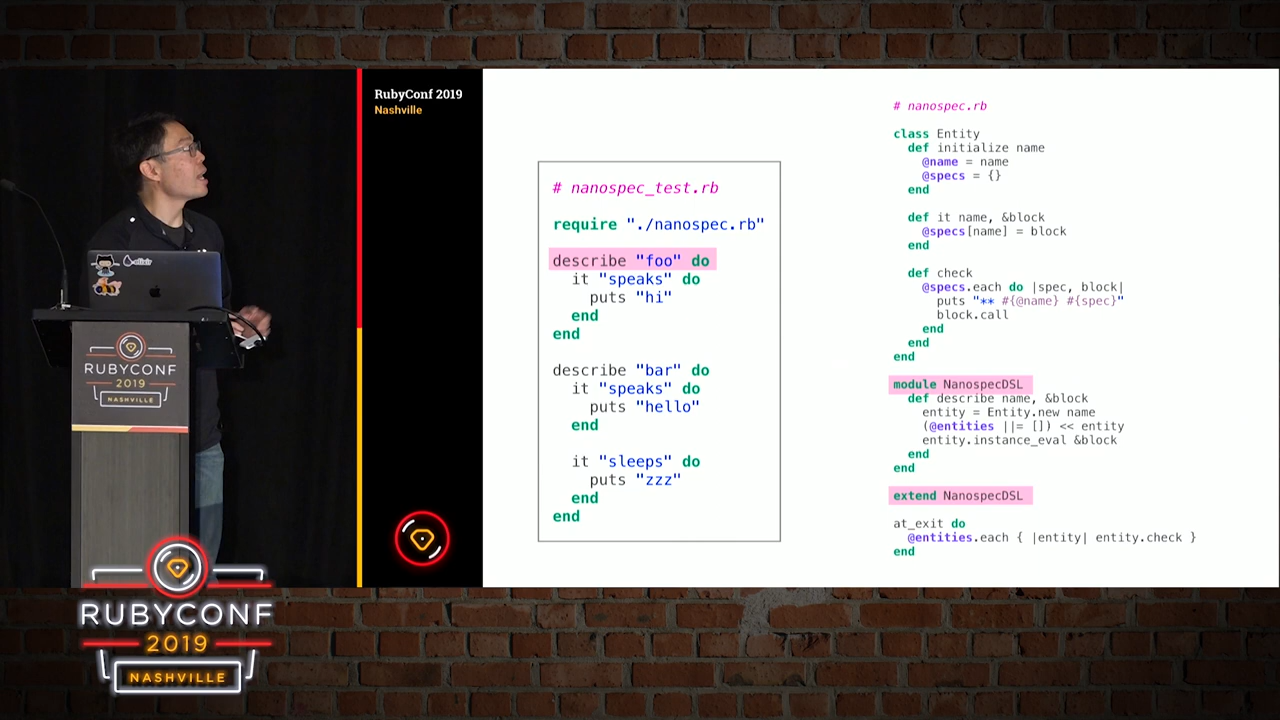 RubyConf 2019
Nashville
# nanospec_test.rb
require "./nanospec.rb"
describe "foo" do
it "speaks" do
puts "hi"
end
end
describe "bar" do
it "speaks" do
puts "hello"
end
it "sleeps" do
puts "zzz"
end
end
# nanospec.rb
class Entity
def initialize name
@name = name
@specs = {}
end
def it name, &block
@specs[name] = block
end
def check
@specs.each do |spec, block|
puts "** #{@name} #{spec}"
block.call
end
end
end
module NanospecDSL
def describe name, &block
entity = Entity.new name
(@entities ||= []) << entity
entity.instance_eval &block
end
end
extend NanospecDSL
at_exit do
@entities.each { |entity| entity.check }
end
elixir
RUBYCONF
2019
NASHVILLE
RUBYCONF
2019
NASHVILLE